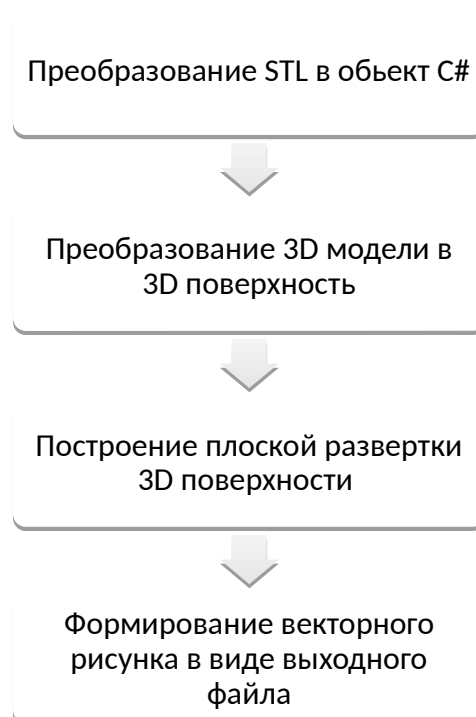 Преобразование STL в обьект C#
Преобразование 3D модели в
3D поверхность
Построение плоской развертки
3D поверхности
Формирование векторного
рисунка в виде выходного
файла